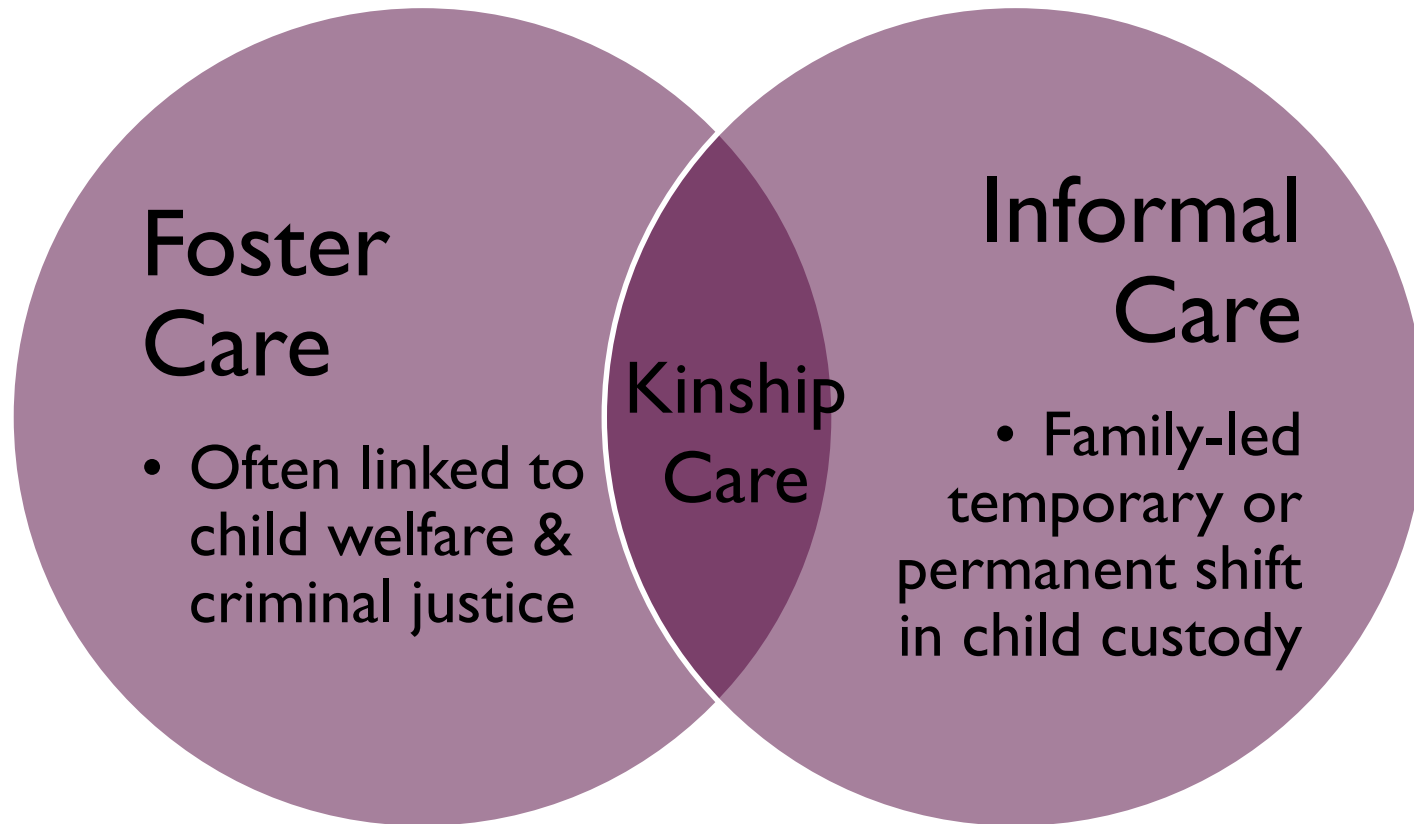 Foster
Care
• Often linked to
child welfare &
criminal justice
Kinship
Care
Informal
Care
• Family-led
temporary or
permanent shift
in child custody